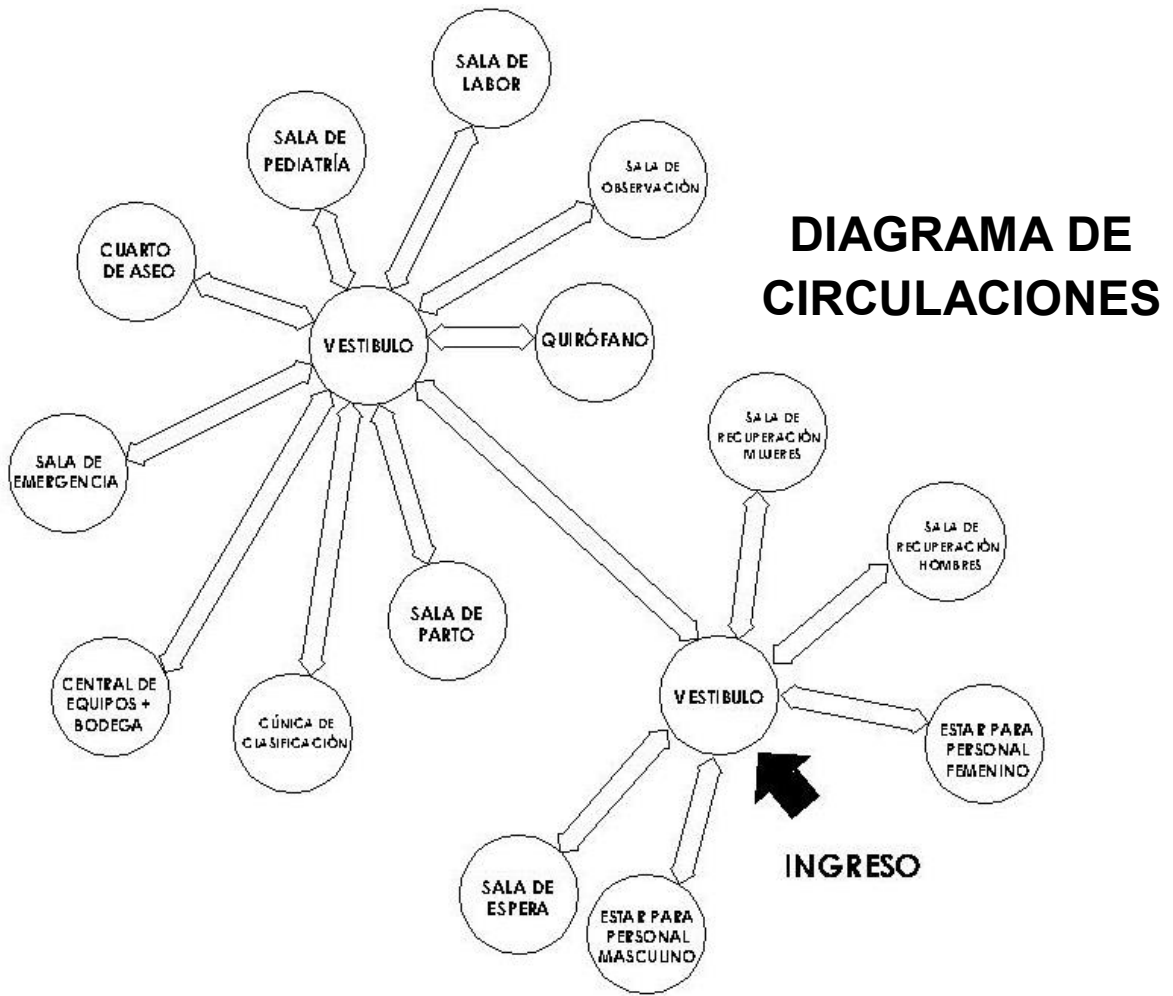 SALA DE
LABOR
SALA DE
PEDIATRÍA
SALA DE
OBSERVACIÓN
DIAGRAMA DE
CIRCULACIONES
CUARTO
DE ASEO
VESTIBULO
QUIRÓFANO
SALA DE
EMERGENCIA
SALA DE
RECUPERACIÓN
MUJERES
SALA DE
RECUPERACIÓN
HOMBRES
SALA DE
PARTO
CENTRAL DE
EQUIPOS +
BODEGA
CLÍNICA DE
CLASIFICACIÓN
VESTIBULO
ESTAR PARA
PERSONAL
FEMENINO
INGRESO
SALA DE
ESPERA
ESTAR PARA
PERSONAL
MASCULINO